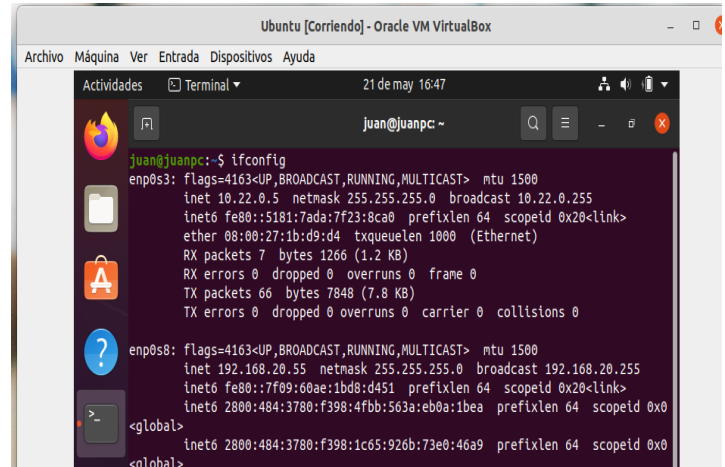 Ubuntu [Corriendo] - Oracle VM VirtualBox
Archivo Máquina Ver Entrada Dispositivos Ayuda
Actividades Terminal 21 de may 16:47
juan@juanpc: ~
juan@juanpc:~$ ifconfig
enp0s3: flags=4163<UP,BROADCAST,RUNNING,MULTICAST> mtu 1500
inet 10.22.0.5 netmask 255.255.255.0 broadcast 10.22.0.255
inet6 fe80::5181:7ada:7f23:8ca0 prefixlen 64 scopeid 0x20<link>
ether 08:00:27:1b:d9:d4 txqueuelen 1000 (Ethernet)
RX packets 7 bytes 1266 (1.2 KB)
RX errors 0 dropped 0 overruns 0 frame 0
TX packets 66 bytes 7848 (7.8 KB)
TX errors 0 dropped 0 overruns 0 carrier 0 collisions 0
enp0s8: flags=4163<UP,BROADCAST,RUNNING,MULTICAST> mtu 1500
inet 192.168.20.55 netmask 255.255.255.0 broadcast 192.168.20.255
inet6 fe80::7f09:60ae:1bd8:d451 prefixlen 64 scopeid 0x20<link>
inet6 2800:484:3780:f398:4fbb:563a:eb0a:1bea prefixlen 64 scopeid 0x0
<global>
inet6 2800:484:3780:f398:1c65:926b:73e0:46a9 prefixlen 64 scopeid 0x0
<global>